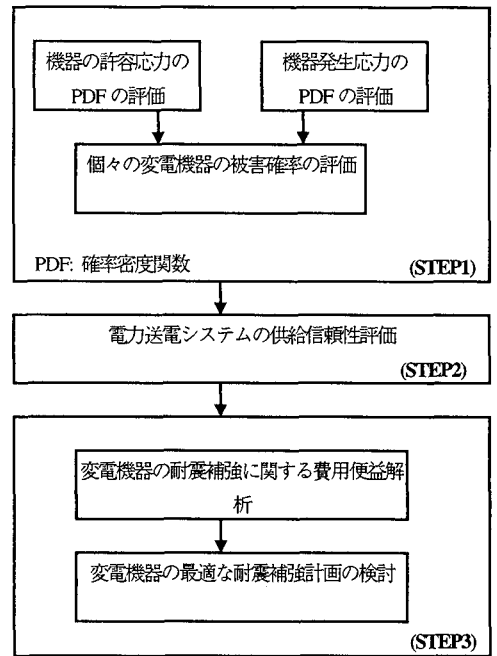 機器の許容応力の
PDF の評価
機器発生応力の
PDF の評価
個々の変電機器の被害確率の評価
PDF: 確率密度関数
(STEP1)
電力送電システムの供給信頼性評価
(STEP2)
変電機器の耐震補強に関する費用便益解
析
変電機器の最適な耐震補強計画の検討
(STEP3)